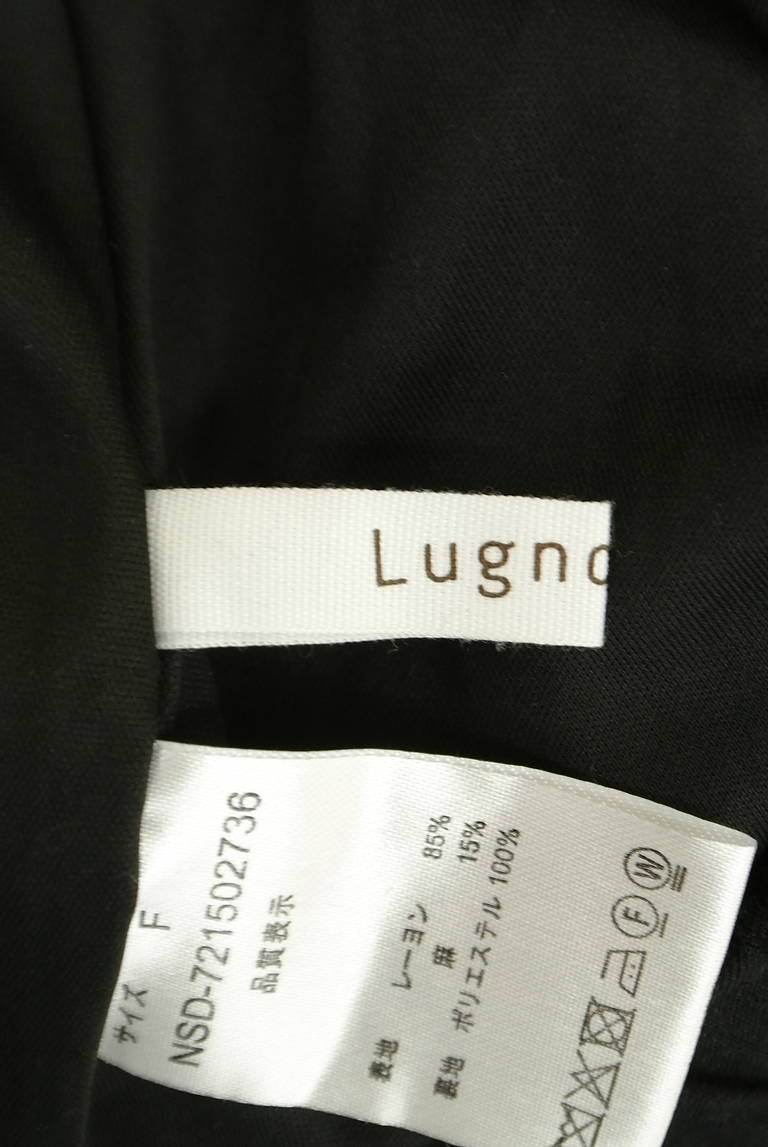 Lugno
サイズ F
NSD-721502736
品質表示
表地 レーヨン 85%
麻 15%
裏地 ポリエステル 100%
W
F